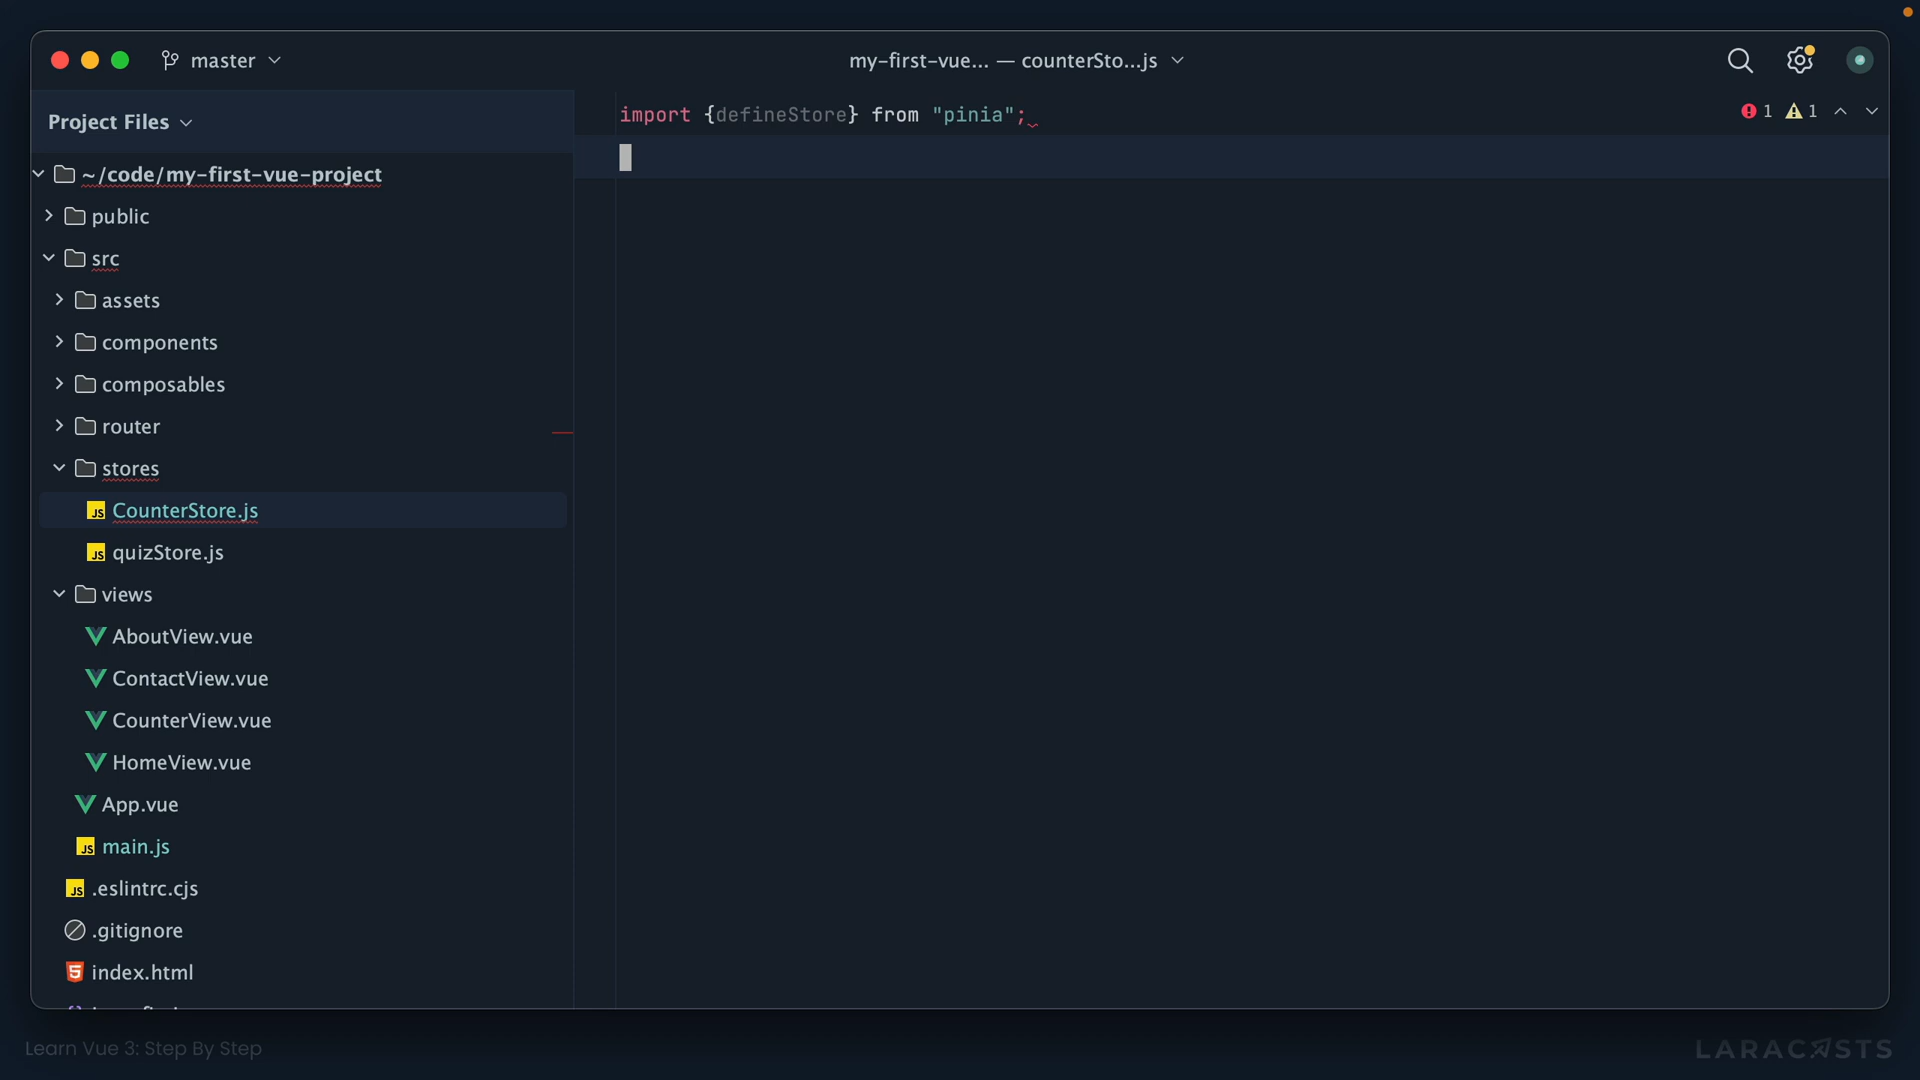 master
my-first-vue... — counterSto...js
Project Files
import {defineStore} from "pinia";
1 1
~/code/my-first-vue-project
public
src
assets
components
composables
router
stores
CounterStore.js
quizStore.js
views
AboutView.vue
ContactView.vue
CounterView.vue
HomeView.vue
App.vue
main.js
.eslintrc.cjs
.gitignore
index.html
Learn Vue 3: Step By Step
LARACASTS